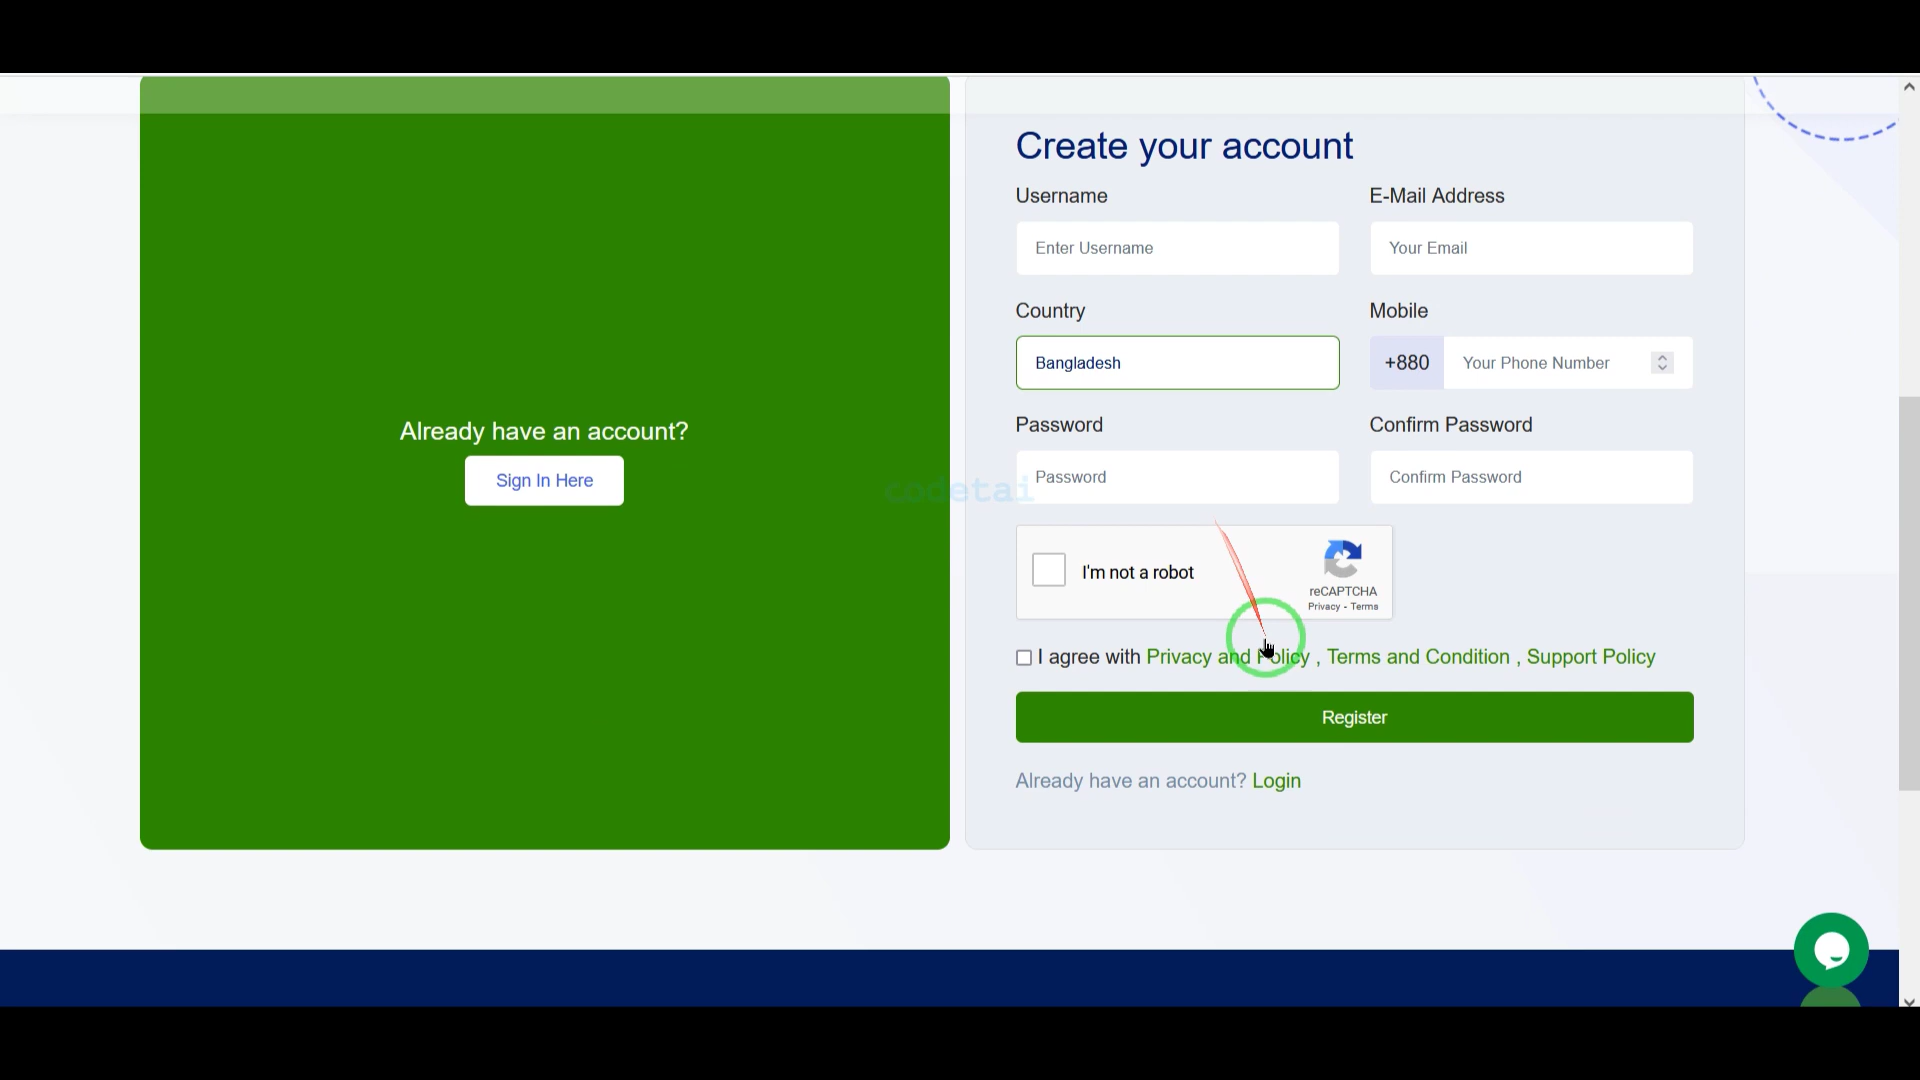 Create your account
Username
E-Mail Address
Enter Username
Your Email
Country
Mobile
Bangladesh
+880
Your Phone Number
Password
Confirm Password
Password
Confirm Password
Already have an account?
Sign In Here
codetai
I'm not a robot
reCAPTCHA
Privacy - Terms
I agree with Privacy and Policy , Terms and Condition , Support Policy
Register
Already have an account? Login